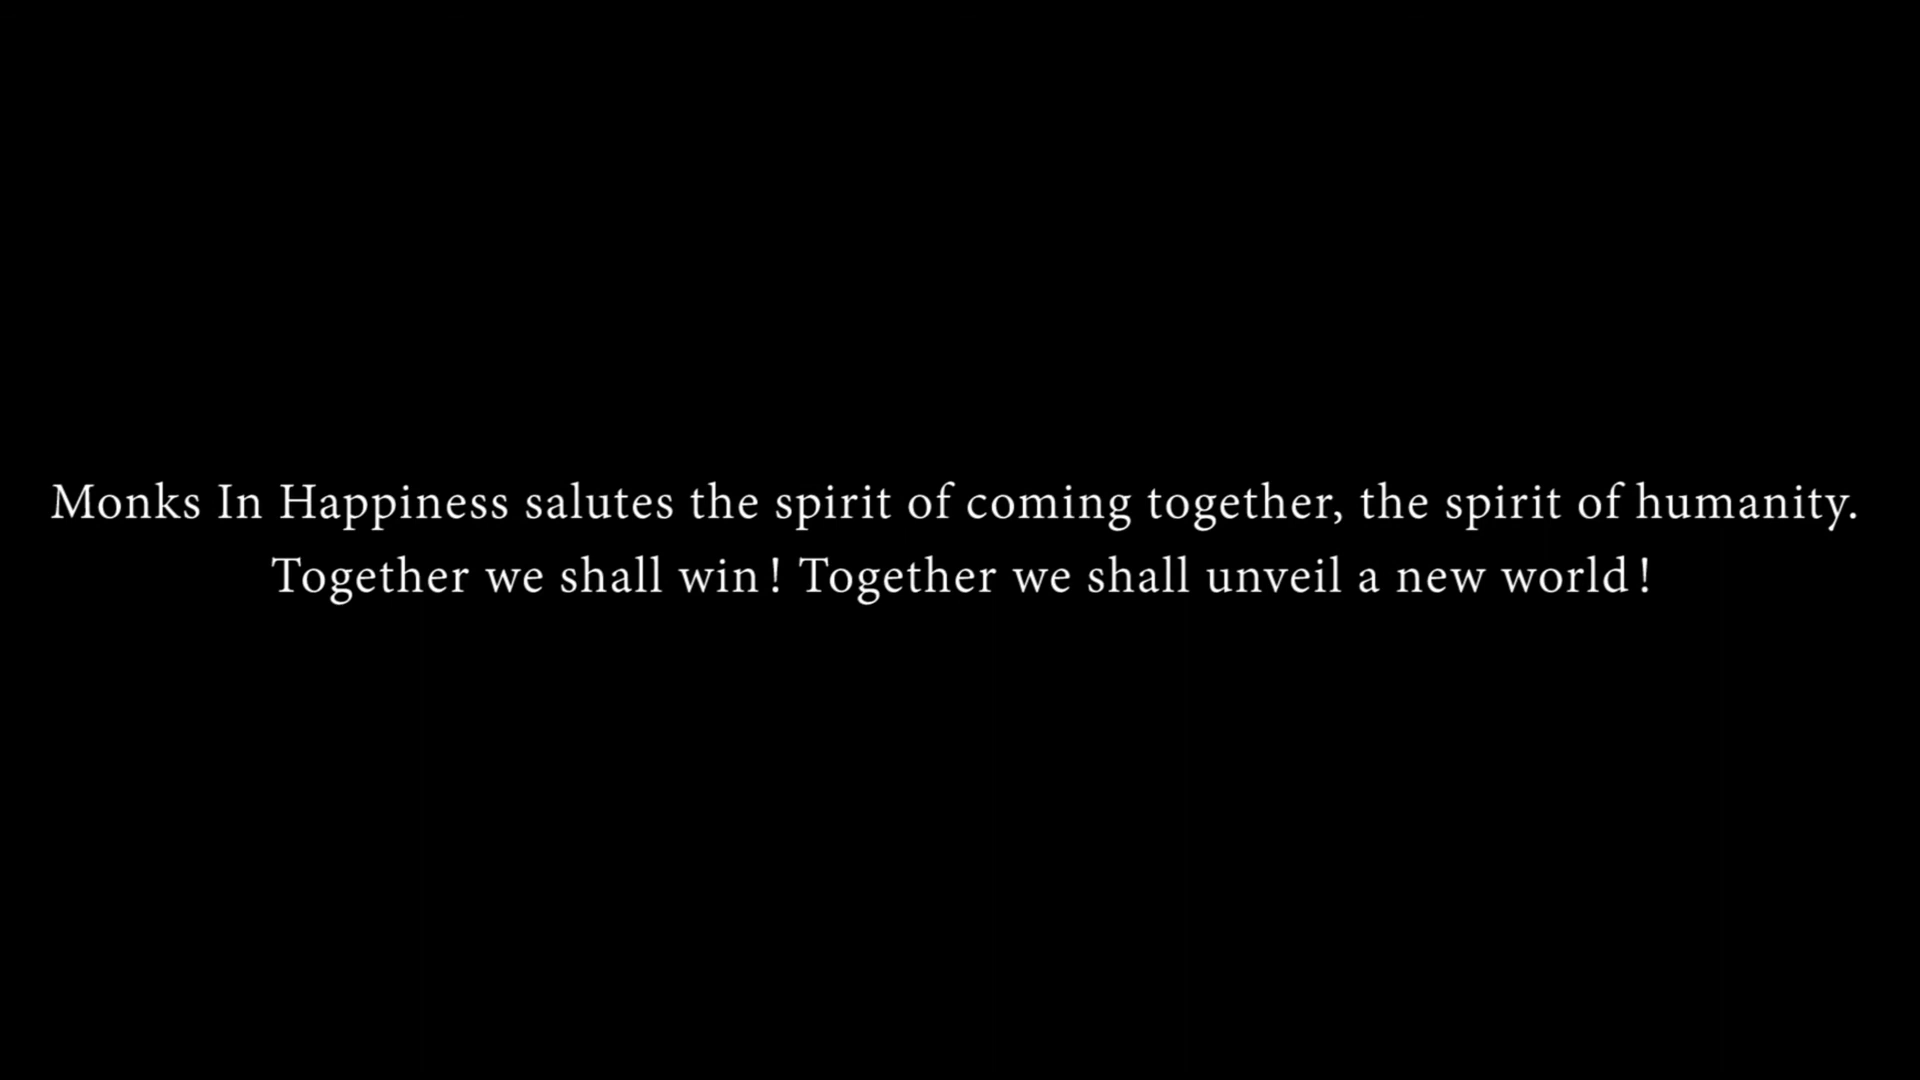 Monks In Happiness salutes the spirit of coming together, the spirit of humanity.
Together we shall win! Together we shall unveil a new world!